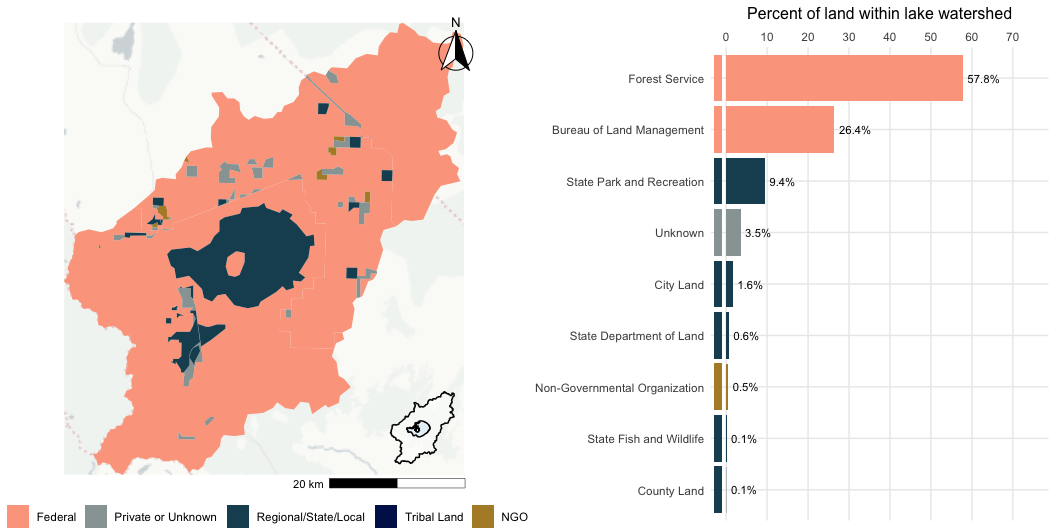 N
20 km
Federal
Private or Unknown
Regional/State/Local
Tribal Land
NGO
Percent of land within lake watershed
0 10 20 30 40 50 60 70
Forest Service 57.8%
Bureau of Land Management 26.4%
State Park and Recreation 9.4%
Unknown 3.5%
City Land 1.6%
State Department of Land 0.6%
Non-Governmental Organization 0.5%
State Fish and Wildlife 0.1%
County Land 0.1%